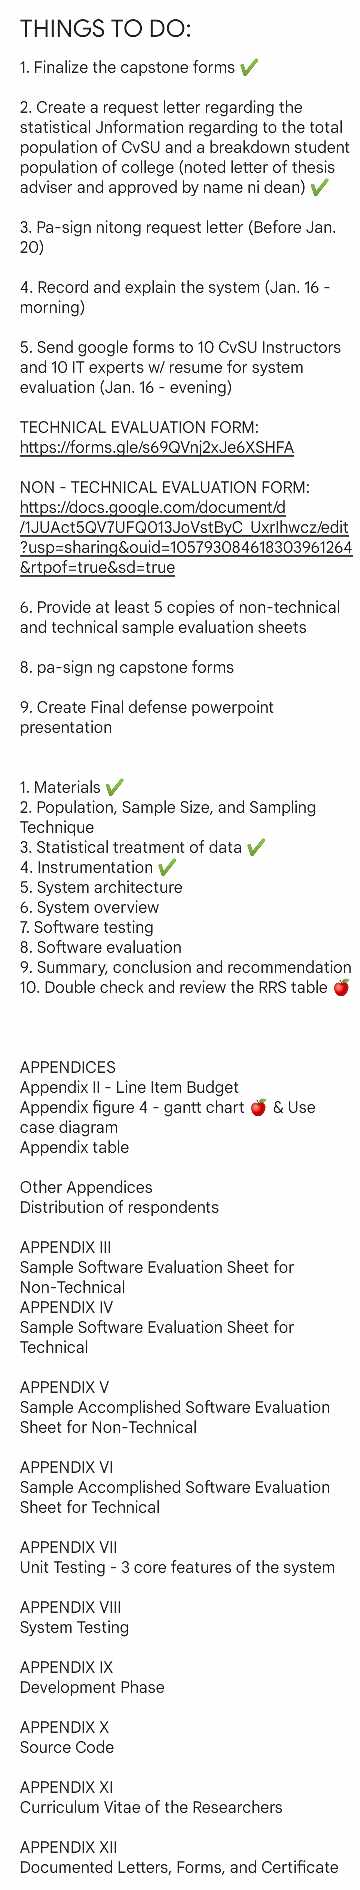 THINGS TO DO:
1. Finalize the capstone forms ✔
2. Create a request letter regarding the
statistical Jnformation regarding to the total
population of CvSU and a breakdown student
population of college (noted letter of thesis
adviser and approved by name ni dean) ✔
3. Pa-sign nitong request letter (Before Jan.
20)
4. Record and explain the system (Jan. 16 -
morning)
5. Send google forms to 10 CvSU Instructors
and 10 IT experts w/ resume for system
evaluation (Jan. 16 - evening)
TECHNICAL EVALUATION FORM:
https://forms.gle/s69QVnj2xJe6XSHFA
NON - TECHNICAL EVALUATION FORM:
https://docs.google.com/document/d
/1JUAct5QV7UFQ013JoVstByC_Uxrlhwcz/edit
?usp=sharing&ouid=105793084618303961264
&rtpof=true&sd=true
6. Provide at least 5 copies of non-technical
and technical sample evaluation sheets
8. pa-sign ng capstone forms
9. Create Final defense powerpoint
presentation
1. Materials ✔
2. Population, Sample Size, and Sampling
Technique
3. Statistical treatment of data ✔
4. Instrumentation ✔
5. System architecture
6. System overview
7. Software testing
8. Software evaluation
9. Summary, conclusion and recommendation
10. Double check and review the RRS table 🍎
APPENDICES
Appendix II - Line Item Budget
Appendix figure 4 - gantt chart 🍎 & Use
case diagram
Appendix table
Other Appendices
Distribution of respondents
APPENDIX III
Sample Software Evaluation Sheet for
Non-Technical
APPENDIX IV
Sample Software Evaluation Sheet for
Technical
APPENDIX V
Sample Accomplished Software Evaluation
Sheet for Non-Technical
APPENDIX VI
Sample Accomplished Software Evaluation
Sheet for Technical
APPENDIX VII
Unit Testing - 3 core features of the system
APPENDIX VIII
System Testing
APPENDIX IX
Development Phase
APPENDIX X
Source Code
APPENDIX XI
Curriculum Vitae of the Researchers
APPENDIX XII
Documented Letters, Forms, and Certificate